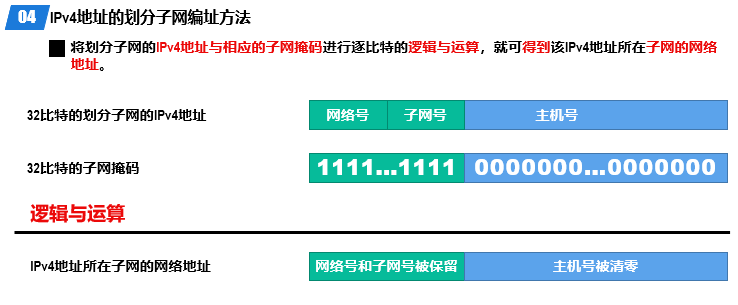 04 IPv4地址的划分子网编址方法
将划分子网的IPv4地址与相应的子网掩码进行逐比特的逻辑与运算，就可得到该IPv4地址所在子网的网络
地址。
32比特的划分子网的IPv4地址 网络号 子网号 主机号
32比特的子网掩码 1111...1111 0000000...0000000
逻辑与运算
IPv4地址所在子网的网络地址 网络号和子网号被保留 主机号被清零